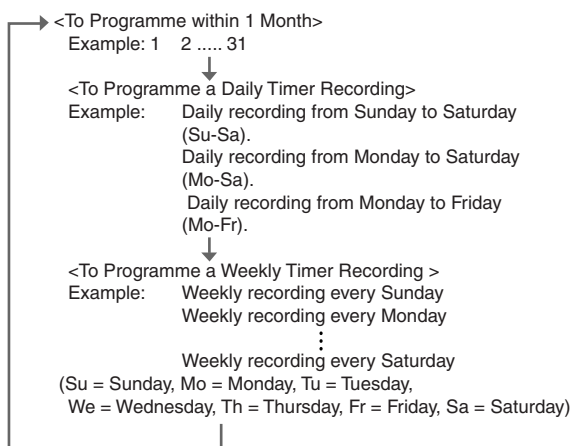 <To Programme within 1 Month>
Example: 1 2 ..... 31
<To Programme a Daily Timer Recording>
Example: Daily recording from Sunday to Saturday
(Su-Sa).
Daily recording from Monday to Saturday
(Mo-Sa).
Daily recording from Monday to Friday
(Mo-Fr).
<To Programme a Weekly Timer Recording >
Example: Weekly recording every Sunday
Weekly recording every Monday
Weekly recording every Saturday
(Su = Sunday, Mo = Monday, Tu = Tuesday,
We = Wednesday, Th = Thursday, Fr = Friday, Sa = Saturday)